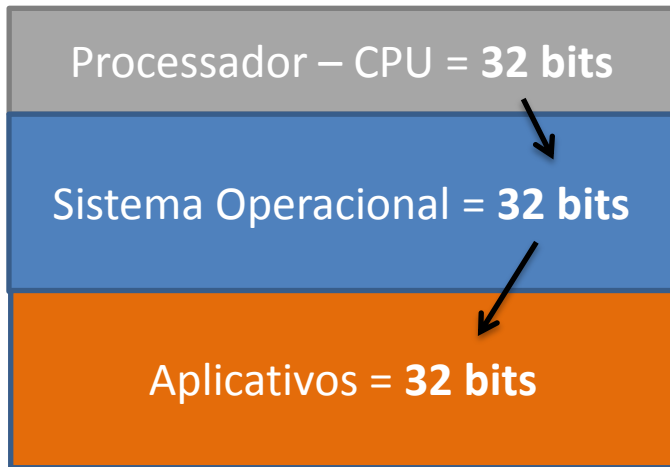 Processador – CPU = 32 bits
Sistema Operacional = 32 bits
Aplicativos = 32 bits